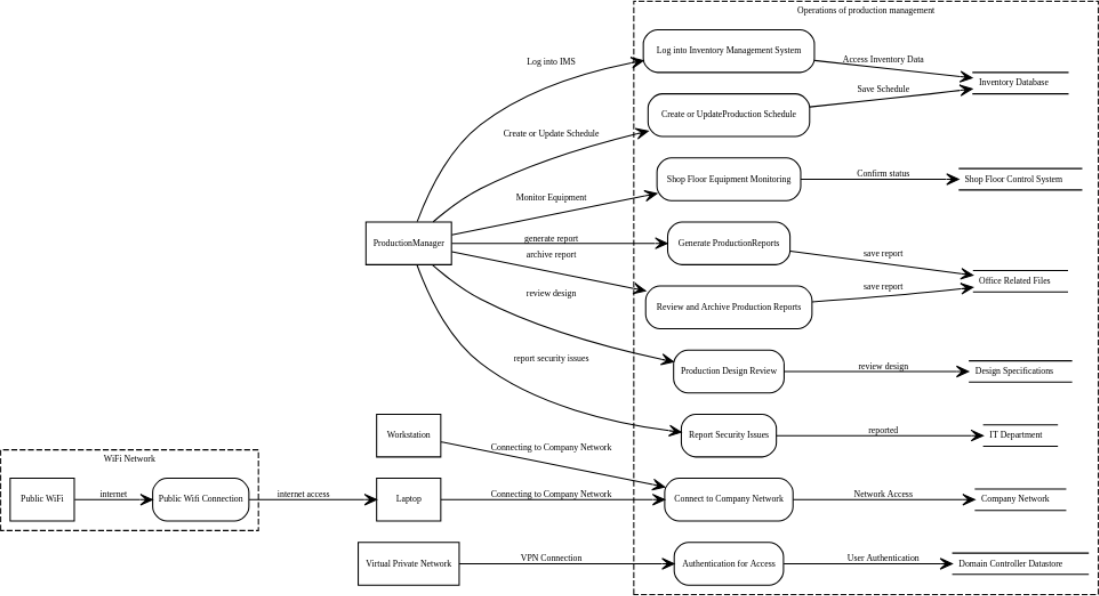 Operations of production management
Log into IMS
Log into Inventory Management System
Access Inventory Data
Inventory Database
Save Schedule
Create or Update Schedule
Create or UpdateProduction Schedule
Monitor Equipment
Shop Floor Equipment Monitoring
Confirm status
Shop Floor Control System
ProductionManager
generate report
Generate ProductionReports
save report
archive report
Office Related Files
review design
Review and Archive Production Reports
save report
report security issues
Production Design Review
review design
Design Specifications
Workstation
Connecting to Company Network
Report Security Issues
reported
IT Department
WiFi Network
Public WiFi
internet
Public Wifi Connection
internet access
Laptop
Connecting to Company Network
Connect to Company Network
Network Access
Company Network
Virtual Private Network
VPN Connection
Authentication for Access
User Authentication
Domain Controller Datastore